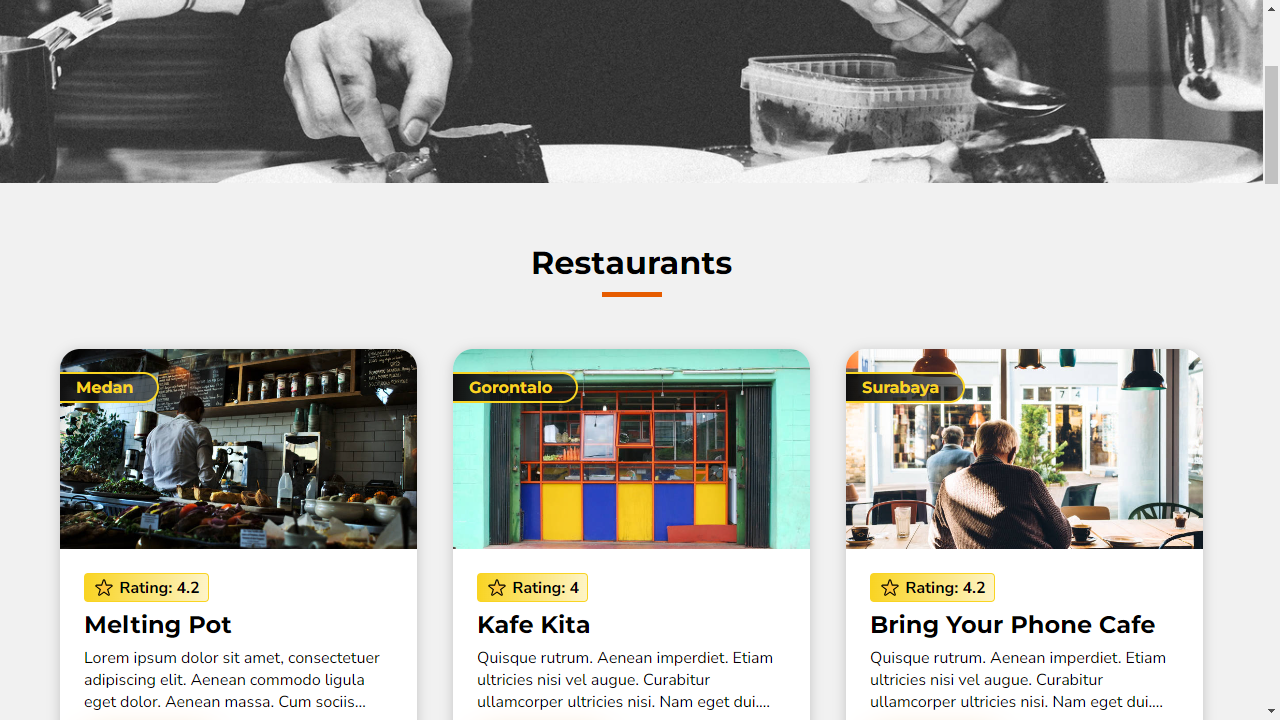 Restaurants
Medan
Gorontalo
Surabaya
7 4
Rating: 4.2
Rating: 4
Rating: 4.2
Melting Pot
Kafe Kita
Bring Your Phone Cafe
Lorem ipsum dolor sit amet, consectetuer
adipiscing elit. Aenean commodo ligula
eget dolor. Aenean massa. Cum sociis...
Quisque rutrum. Aenean imperdiet. Etiam
ultricies nisi vel augue. Curabitur
ullamcorper ultricies nisi. Nam eget dui....
Quisque rutrum. Aenean imperdiet. Etiam
ultricies nisi vel augue. Curabitur
ullamcorper ultricies nisi. Nam eget dui....